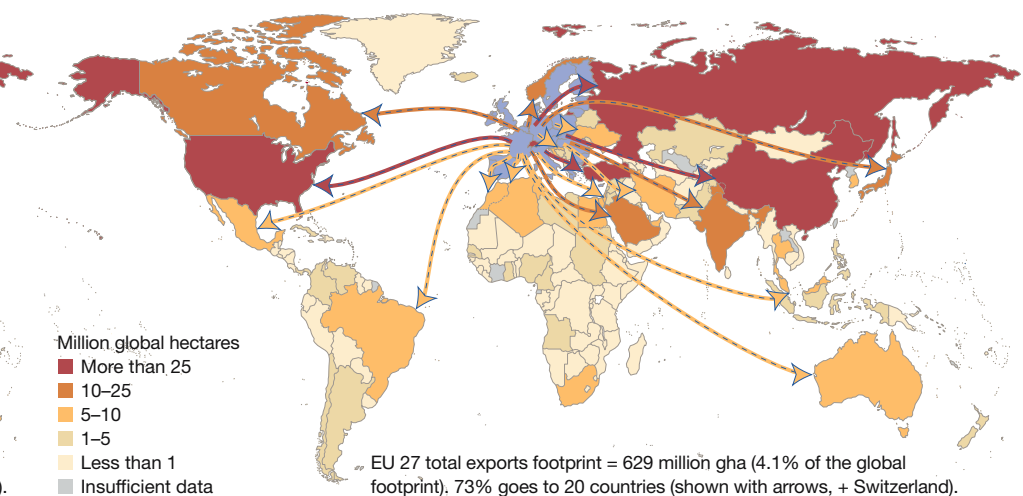 Million global hectares
More than 25
10–25
5–10
1–5
Less than 1
Insufficient data
EU 27 total exports footprint = 629 million gha (4.1% of the global
footprint). 73% goes to 20 countries (shown with arrows, + Switzerland).
).